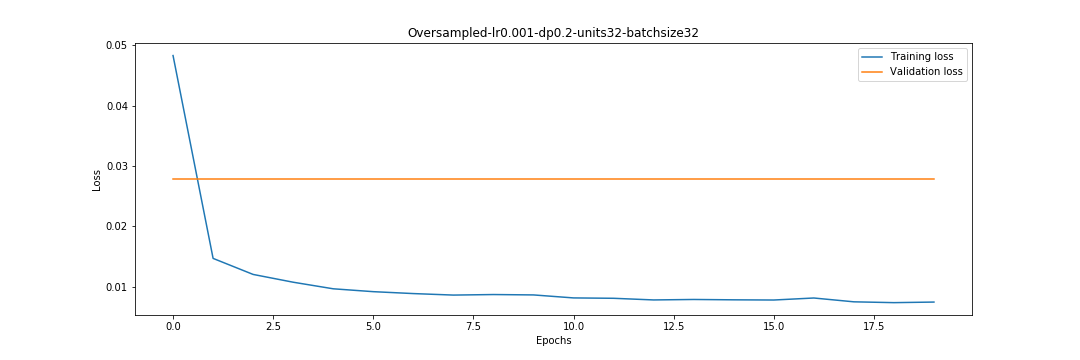 Oversampled-lr0.001-dp0.2-units32-batchsize32
0.05
0.04
0.03
0.02
0.01
Loss
Training loss
Validation loss
0.0 2.5 5.0 7.5 10.0 12.5 15.0 17.5
Epochs